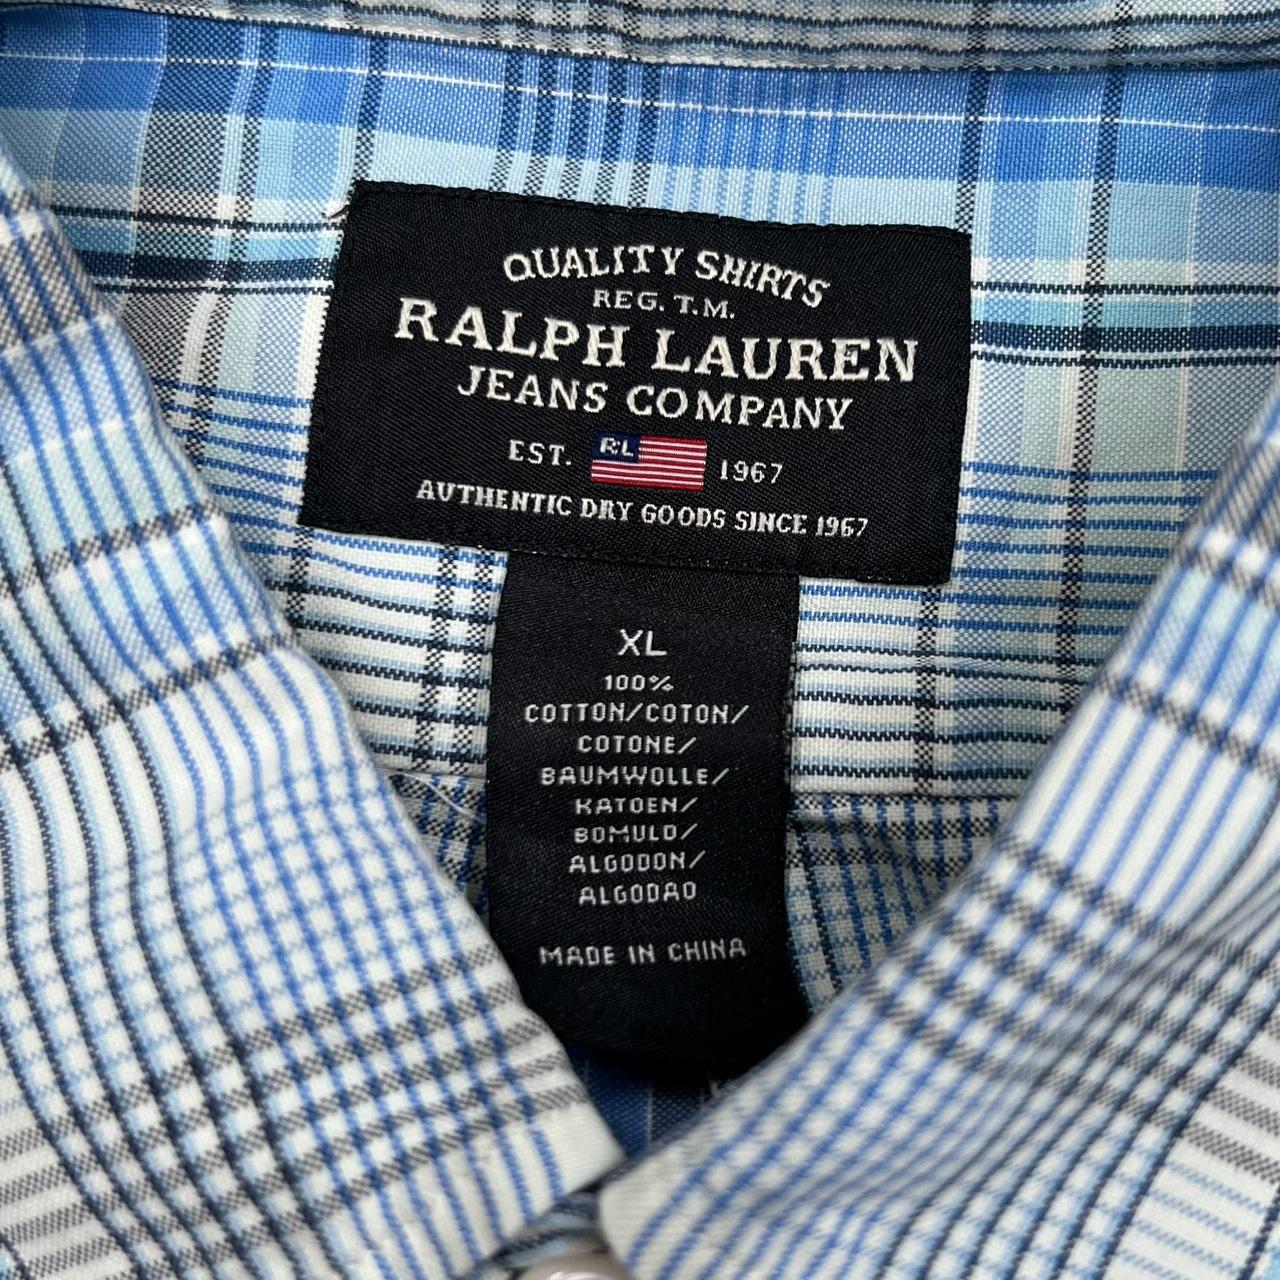 QUALITY SHIRTS
REG. T.M.
RALPH LAUREN
JEANS COMPANY
EST. RL 1967
AUTHENTIC DRY GOODS SINCE 1967
XL
100%
COTTON/COTON/
COTONE/
BAUMWOLLE/
KATOEN/
BOMULD/
ALGODON/
ALGODAO
MADE IN CHINA